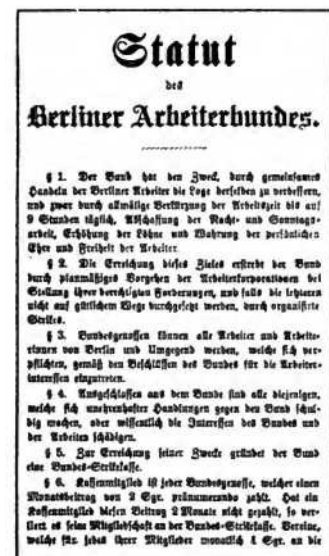 Statut
des
Berliner Arbeiterbundes.
§ 1. Der Bund hat den Zweck, durch gemeinsames
Handeln der Berliner Arbeiter die Lage derselben zu verbessern,
und zwar durch allmälige Verkürzung der Arbeitszeit bis auf
9 Stunden täglich, Abschaffung der Nacht- und Sonntags-
arbeit, Erhöhung der Löhne und Wahrung der persönlichen
Ehre und Freiheit der Arbeiter.
§ 2. Die Erreichung dieses Zieles erstrebt der Bund
durch planmäßiges Vorgehen der Arbeiterkorporationen bei
Stellung ihrer berechtigten Forderungen, und falls die letzteren
nicht auf gütlichem Wege durchgesetzt werden, durch organisirte
Strikes.
§ 3. Bundesgenossen können alle Arbeiter und Arbeite-
rinnen von Berlin und Umgegend werden, welche sich ver-
pflichten, gemäß den Beschlüssen des Bundes für die Arbeiter-
interessen einzutreten.
§ 4. Ausgeschlossen aus dem Bunde sind alle diejenigen,
welche sich unehrenhafter Handlungen gegen den Bund schul-
dig machen, oder wissentlich die Interessen des Bundes und
der Arbeiter schädigen.
§ 5. Zur Erreichung seiner Zwecke gründet der Bund
eine Bundes-Strikekasse.
§ 6. Kassenmitglied ist jeder Bundesgenosse, welcher einen
Monatsbeitrag von 2 Sgr. pränumerando zahlt. Hat ein
Kassenmitglied diesen Beitrag 2 Monate nicht gezahlt, so ver-
liert es seine Mitgliedschaft an der Bundes-Strikekasse. Vereine,
welche für jedes ihrer Mitglieder monatlich Sgr. an die